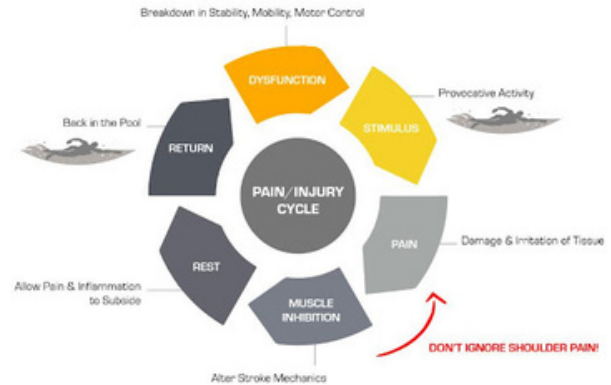 Breakdown in Stability, Mobility, Motor Control
DYSFUNCTION
Provocative Activity
STIMULUS
Back in the Pool
RETURN
PAIN/INJURY
CYCLE
PAIN
Damage & Irritation of Tissue
REST
Allow Pain & Inflammation
to Subside
MUSCLE
INHIBITION
DON'T IGNORE SHOULDER PAIN!
Alter Stroke Mechanics